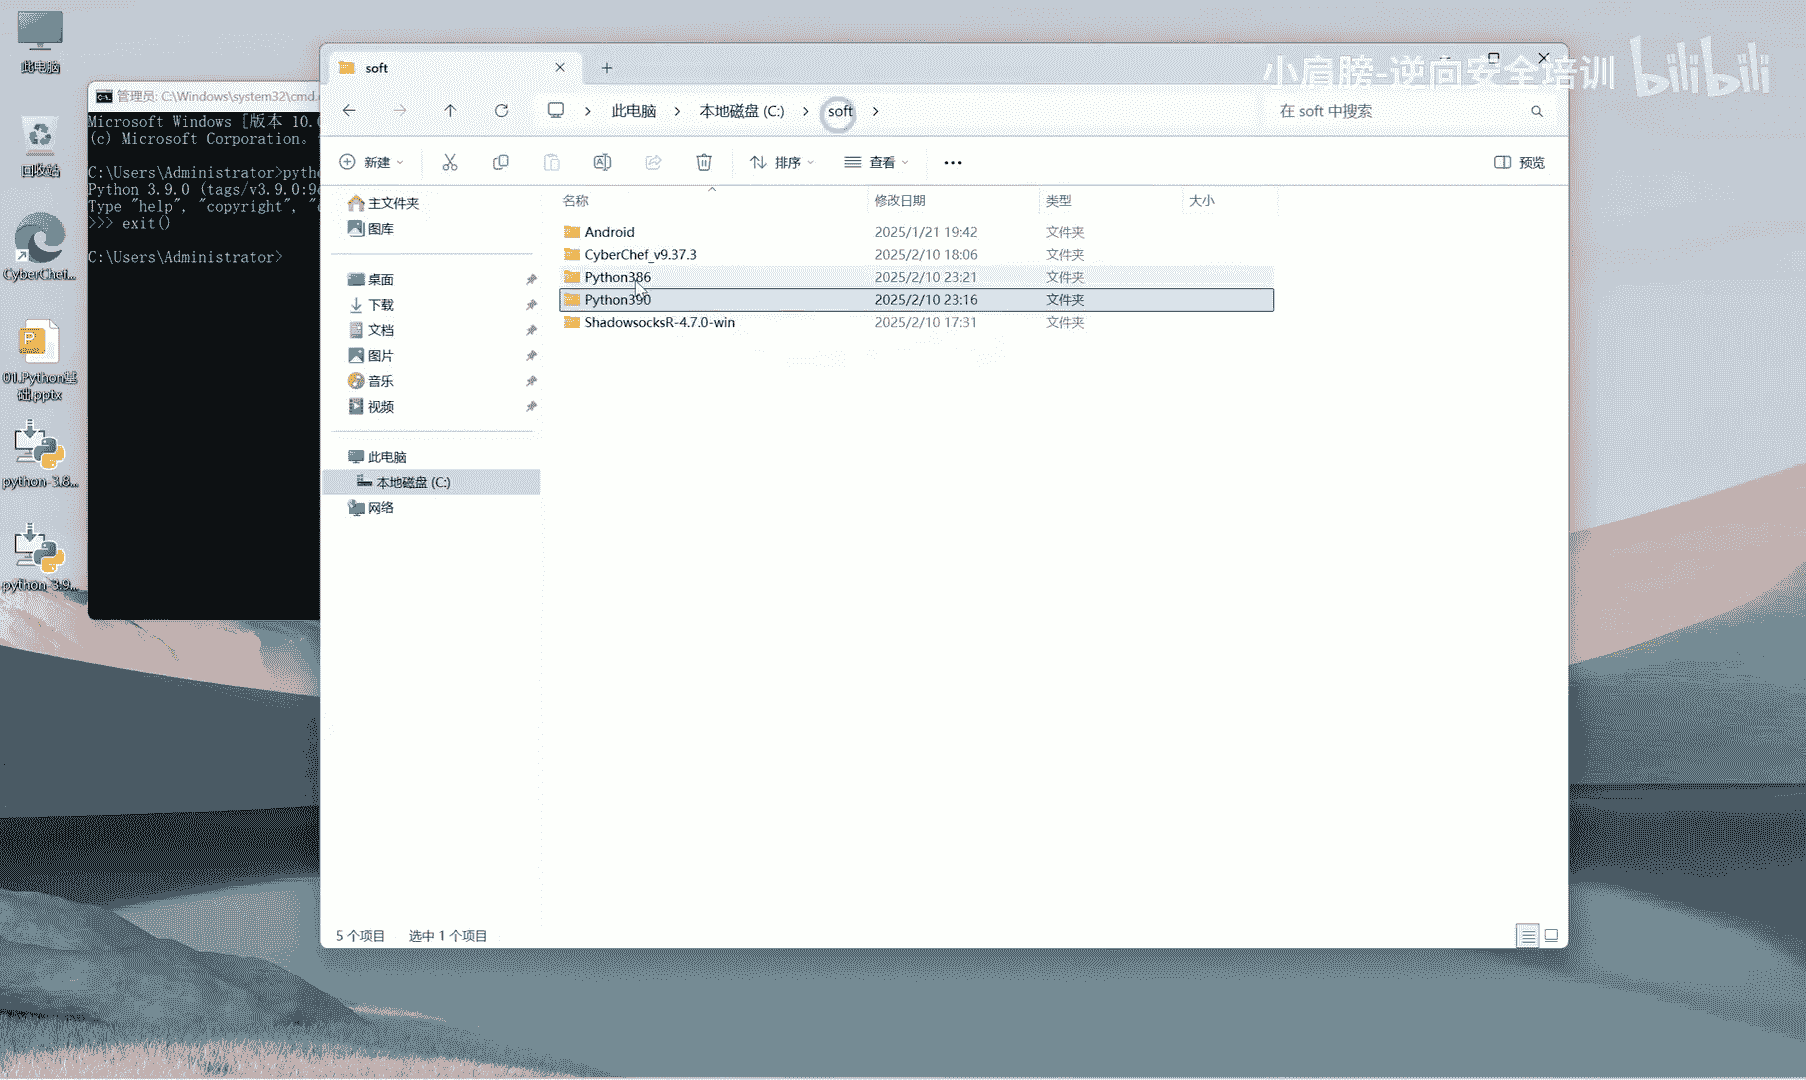 此电脑
回收站
CyberChef...
01.Python基
础.pptx
python-3.8...
python-3.9...
管理员: C:\Windows\system32\cmd.
Microsoft Windows [版本 10.
(c) Microsoft Corporation。
C:\Users\Administrator>pyth
Python 3.9.0 (tags/v3.9.0:9
Type "help", "copyright", "
>>> exit()
C:\Users\Administrator>
soft
小肩膀-逆向安全培训 bilibili
此电脑
本地磁盘 (C:)
soft
在 soft 中搜索
新建
排序
查看
预览
主文件夹
图库
桌面
下载
文档
图片
音乐
视频
此电脑
本地磁盘 (C:)
网络
名称 修改日期 类型 大小
Android 2025/1/21 19:42 文件夹
CyberChef_v9.37.3 2025/2/10 18:06 文件夹
Python386 2025/2/10 23:21 文件夹
Python390 2025/2/10 23:16 文件夹
ShadowsocksR-4.7.0-win 2025/2/10 17:31 文件夹
5 个项目 选中 1 个项目